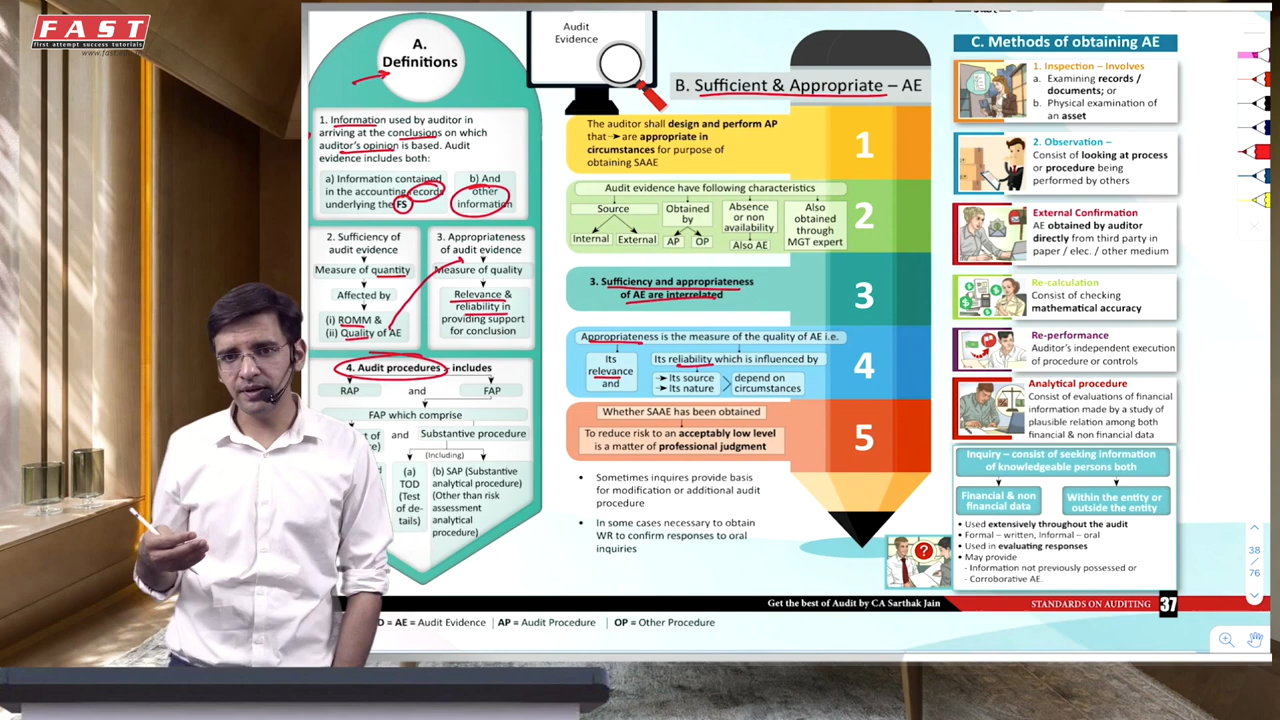 FAST
first attempt success tutorials
A.
Definitions
1. Information used by auditor in
arriving at the conclusions on which
auditor's opinion is based. Audit
evidence includes both:
a) Information contained
in the accounting records
underlying the FS
b) And
other
information
2. Sufficiency of
audit evidence
Measure of quantity
Affected by
(i) ROMM &
(ii) Quality of AE
3. Appropriateness
of audit evidence
Measure of quality
Relevance &
reliability in
providing support
for conclusion
4. Audit procedures, includes
RAP and FAP
FAP which comprise
and Substantive procedure
(Including)
(a)
TOD
(Test
of de-
tails)
(b) SAP (Substantive
analytical procedure)
(Other than risk
assessment
analytical
procedure)
Audit
Evidence
B. Sufficient & Appropriate – AE
The auditor shall design and perform AP
that → are appropriate in
circumstances for purpose of
obtaining SAAE
1
Audit evidence have following characteristics
Source
Internal External
Obtained
by
AP OP
Absence
or non
availability
Also AE
Also
obtained
through
MGT expert
2
3. Sufficiency and appropriateness
of AE are interrelated
3
Appropriateness is the measure of the quality of AE i.e.
Its
relevance
and
Its reliability which is influenced by
→ Its source
→ Its nature
depend on
circumstances
4
Whether SAAE has been obtained
To reduce risk to an acceptably low level
is a matter of professional judgment
5
• Sometimes inquires provide basis
for modification or additional audit
procedure
• In some cases necessary to obtain
WR to confirm responses to oral
inquiries
C. Methods of obtaining AE
1. Inspection – Involves
a. Examining records /
documents; or
b. Physical examination of
an asset
2. Observation –
Consist of looking at process
or procedure being
performed by others
External Confirmation
AE obtained by auditor
directly from third party in
paper / elec. / other medium
Re-calculation
Consist of checking
mathematical accuracy
Re-performance
Auditor's independent execution
of procedure or controls
Analytical procedure
Consist of evaluations of financial
information made by a study of
plausible relation among both
financial & non financial data
Inquiry – consist of seeking information
of knowledgeable persons both
Financial & non
financial data
Within the entity or
outside the entity
• Used extensively throughout the audit
• Formal – written, Informal – oral
• Used in evaluating responses
• May provide
- Information not previously possessed or
- Corroborative AE.
38
/
76
Get the best of Audit by CA Sarthak Jain
STANDARDS ON AUDITING 37
= AE = Audit Evidence | AP = Audit Procedure | OP = Other Procedure